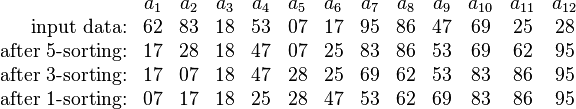 a1 a2 a3 a4 a5 a6 a7 a8 a9 a10 a11 a12
input data: 62 83 18 53 07 17 95 86 47 69 25 28
after 5-sorting: 17 28 18 47 07 25 83 86 53 69 62 95
after 3-sorting: 17 07 18 47 28 25 69 62 53 83 86 95
after 1-sorting: 07 17 18 25 28 47 53 62 69 83 86 95